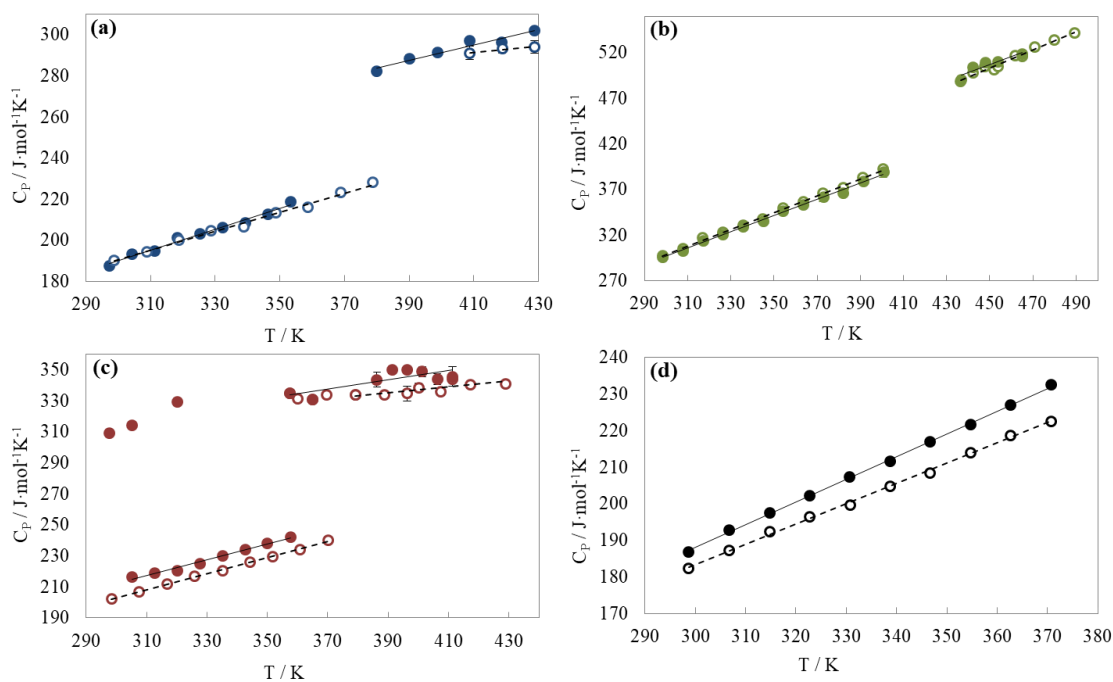 (a)
C_P / J·mol⁻¹K⁻¹
300
280
260
240
220
200
180
290 310 330 350 370 390 410 430
T / K
(b)
C_P / J·mol⁻¹K⁻¹
520
470
420
370
320
270
290 310 330 350 370 390 410 430 450 470 490
T / K
(c)
C_P / J·mol⁻¹K⁻¹
350
330
310
290
270
250
230
210
190
290 310 330 350 370 390 410 430
T / K
(d)
C_P / J·mol⁻¹K⁻¹
240
230
220
210
200
190
180
170
290 300 310 320 330 340 350 360 370 380
T / K